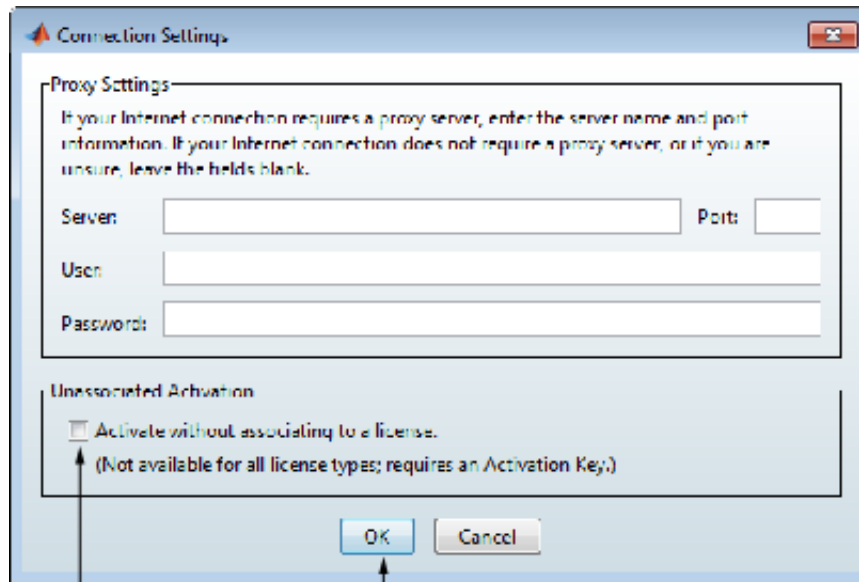 Connection Settings
Proxy Settings
If your Internet connection requires a proxy server, enter the server name and port
information. If your Internet connection does not require a proxy server, or if you are
unsure, leave the fields blank.
Server: Port:
User:
Password:
Unassociated Activation
Activate without associating to a license.
(Not available for all license types; requires an Activation Key.)
OK Cancel